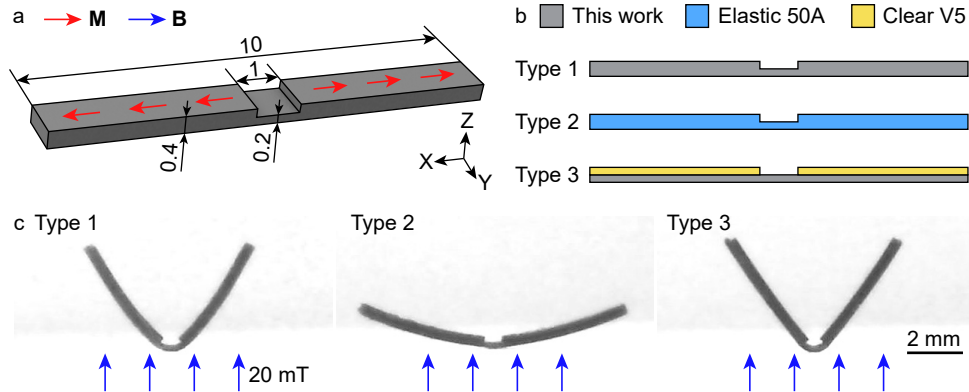 a M B
10
1
0.4
0.2
Z
X
Y
b This work Elastic 50A Clear V5
Type 1
Type 2
Type 3
c Type 1 Type 2 Type 3
20 mT
2 mm